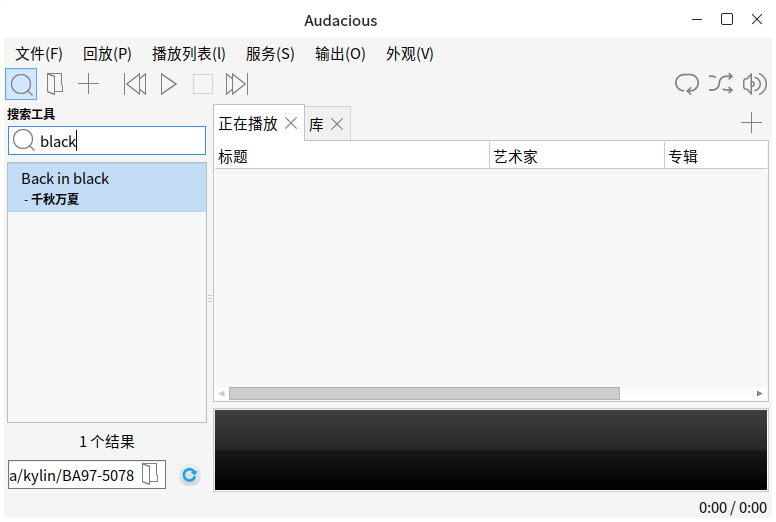 Audacious
文件(F) 回放(P) 播放列表(I) 服务(S) 输出(O) 外观(V)
搜索工具
black
Back in black
- 千秋万夏
1 个结果
a/kylin/BA97-5078
正在播放 库
标题 艺术家 专辑
0:00 / 0:00